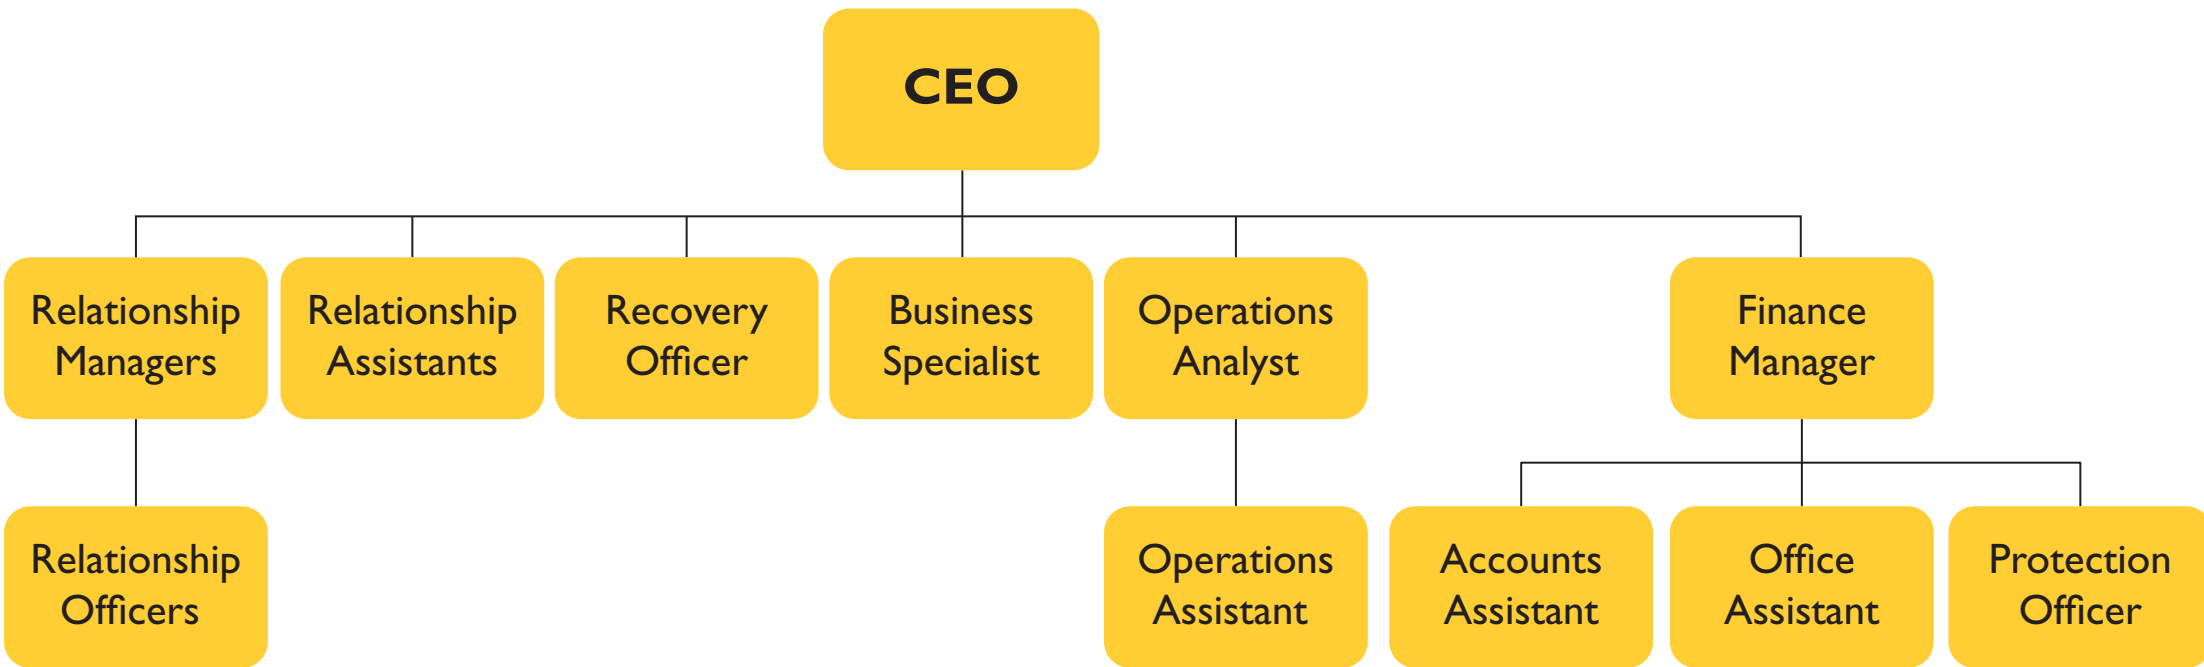 CEO
Relationship
Managers
Relationship
Assistants
Recovery
Officer
Business
Specialist
Operations
Analyst
Finance
Manager
Relationship
Officers
Operations
Assistant
Accounts
Assistant
Office
Assistant
Protection
Officer